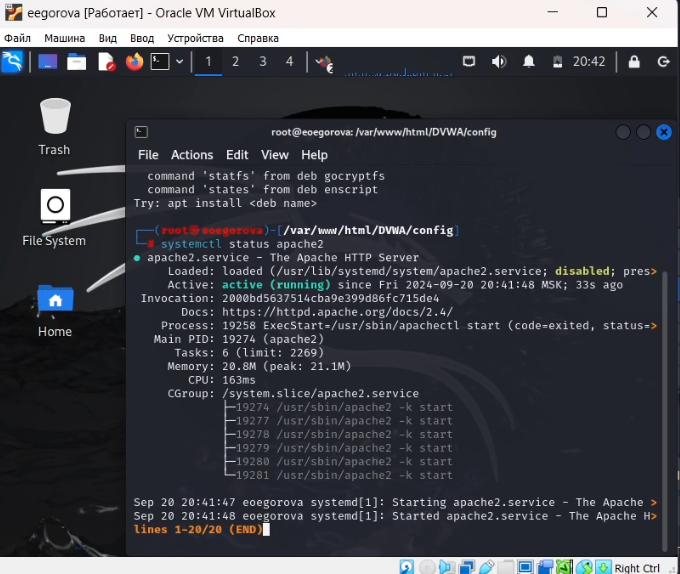 eegorova [Работает] - Oracle VM VirtualBox
Файл Машина Вид Ввод Устройства Справка
1 2 3 4 2 20:42
Trash
File System
Home
root@eoegorova: /var/www/html/DVWA/config
File Actions Edit View Help
command 'statfs' from deb gocryptfs
command 'states' from deb enscript
Try: apt install <deb name>
┌──(root㉿eoegorova)-[/var/www/html/DVWA/config]
└─# systemctl status apache2
● apache2.service - The Apache HTTP Server
Loaded: loaded (/usr/lib/systemd/system/apache2.service; disabled; pres>
Active: active (running) since Fri 2024-09-20 20:41:48 MSK; 33s ago
Invocation: 2000bd5637514cba9e399d86fc715de4
Docs: https://httpd.apache.org/docs/2.4/
Process: 19258 ExecStart=/usr/sbin/apachectl start (code=exited, status=>
Main PID: 19274 (apache2)
Tasks: 6 (limit: 2269)
Memory: 20.8M (peak: 21.1M)
CPU: 163ms
CGroup: /system.slice/apache2.service
├─19274 /usr/sbin/apache2 -k start
├─19277 /usr/sbin/apache2 -k start
├─19278 /usr/sbin/apache2 -k start
├─19279 /usr/sbin/apache2 -k start
├─19280 /usr/sbin/apache2 -k start
└─19281 /usr/sbin/apache2 -k start
Sep 20 20:41:47 eoegorova systemd[1]: Starting apache2.service - The Apache >
Sep 20 20:41:48 eoegorova systemd[1]: Started apache2.service - The Apache H>
lines 1-20/20 (END)
Right Ctrl